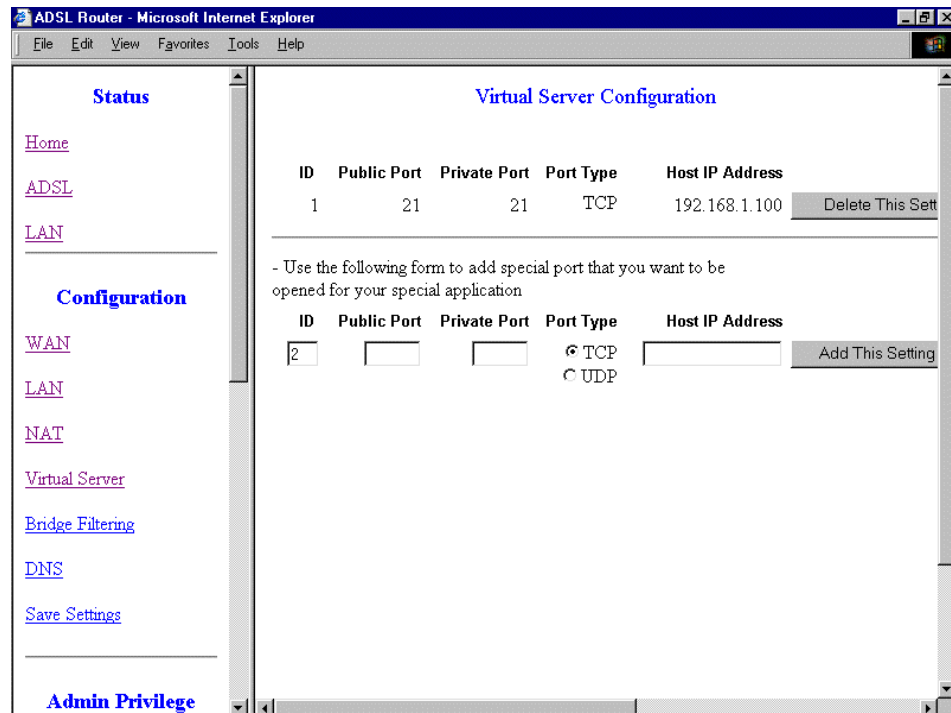 ADSL Router - Microsoft Internet Explorer
File Edit View Favorites Tools Help
Status
Home
ADSL
LAN
Configuration
WAN
LAN
NAT
Virtual Server
Bridge Filtering
DNS
Save Settings
Admin Privilege
Virtual Server Configuration
ID Public Port Private Port Port Type Host IP Address
1 21 21 TCP 192.168.1.100 Delete This Sett
- Use the following form to add special port that you want to be
opened for your special application
ID Public Port Private Port Port Type Host IP Address
2 TCP Add This Setting
UDP